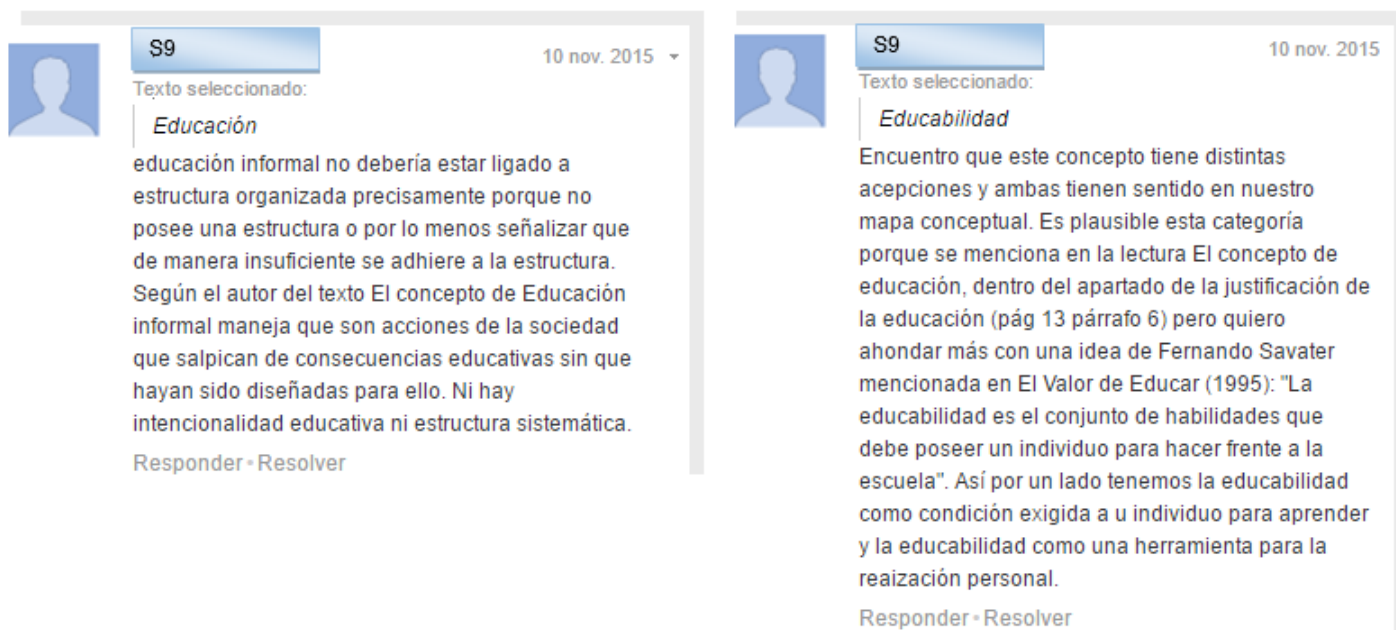 S9
10 nov. 2015
Texto seleccionado:
Educación
educación informal no debería estar ligado a
estructura organizada precisamente porque no
posee una estructura o por lo menos señalizar que
de manera insuficiente se adhiere a la estructura.
Según el autor del texto El concepto de Educación
informal maneja que son acciones de la sociedad
que salpican de consecuencias educativas sin que
hayan sido diseñadas para ello. Ni hay
intencionalidad educativa ni estructura sistemática.
Responder • Resolver
S9
10 nov. 2015
Texto seleccionado:
Educabilidad
Encuentro que este concepto tiene distintas
acepciones y ambas tienen sentido en nuestro
mapa conceptual. Es plausible esta categoría
porque se menciona en la lectura El concepto de
educación, dentro del apartado de la justificación de
la educación (pág 13 párrafo 6) pero quiero
ahondar más con una idea de Fernando Savater
mencionada en El Valor de Educar (1995): "La
educabilidad es el conjunto de habilidades que
debe poseer un individuo para hacer frente a la
escuela". Así por un lado tenemos la educabilidad
como condición exigida a u individuo para aprender
y la educabilidad como una herramienta para la
reaización personal.
Responder • Resolver